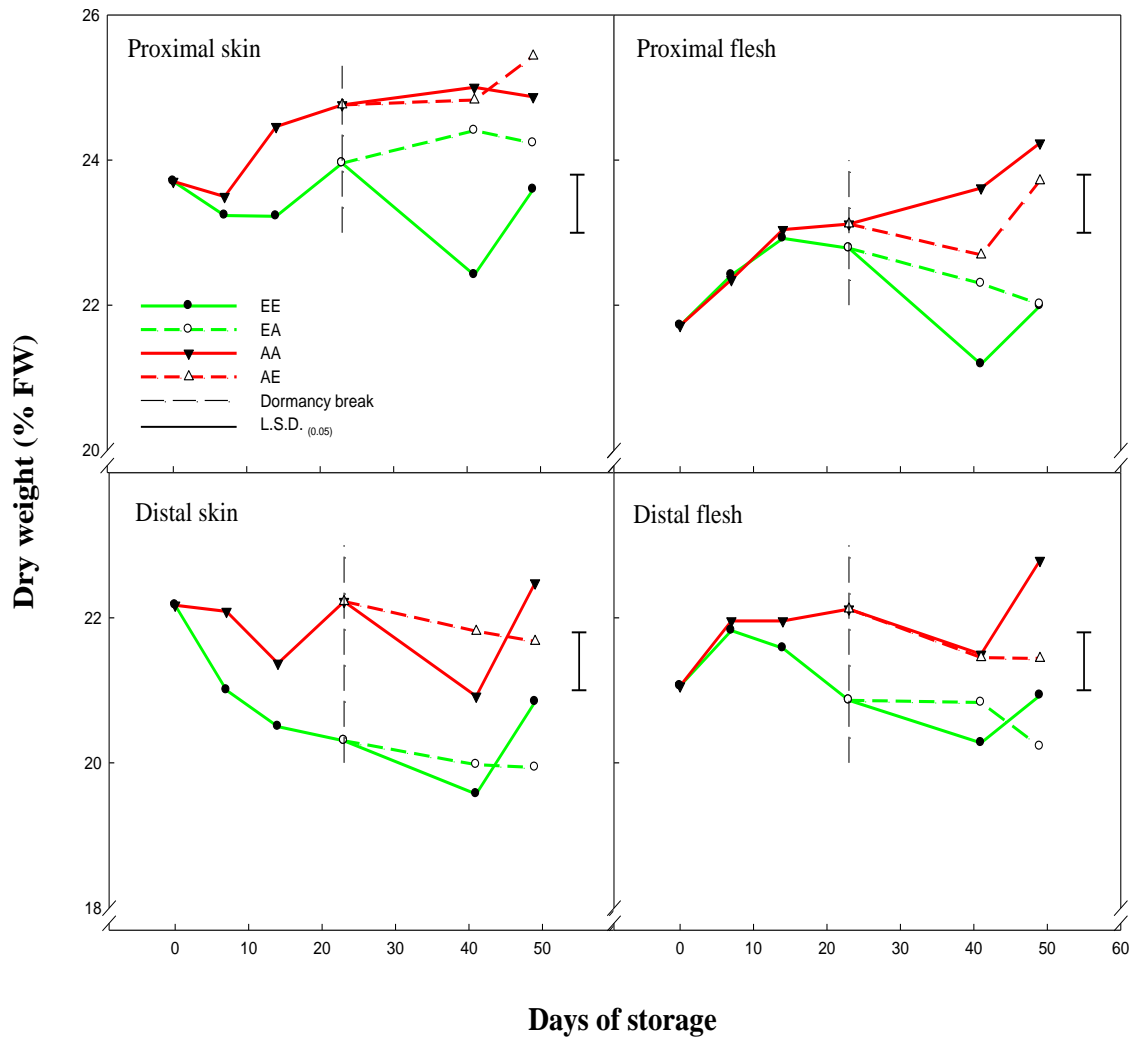 26
Proximal skin
Proximal flesh
24
22
EE
EA
AA
AE
Dormancy break
L.S.D. (0.05)
20
Dry weight (% FW)
Distal skin
Distal flesh
22
20
18
0 10 20 30 40 50 0 10 20 30 40 50 60
Days of storage